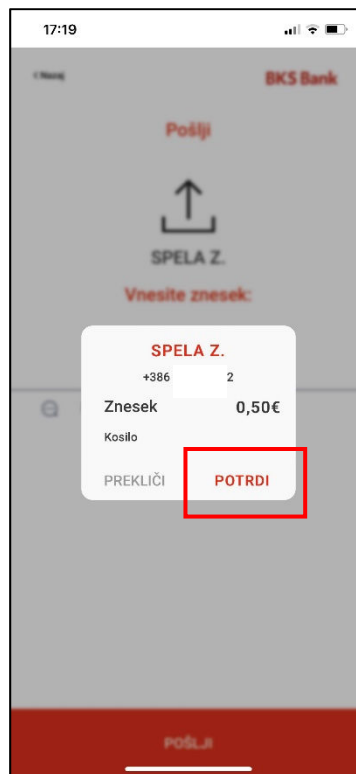 17:19
< Nazaj
BKS Bank
Pošlji
SPELA Z.
Vnesite znesek:
SPELA Z.
+386 2
Znesek 0,50€
Kosilo
PREKLIČI POTRDI
POŠLJI